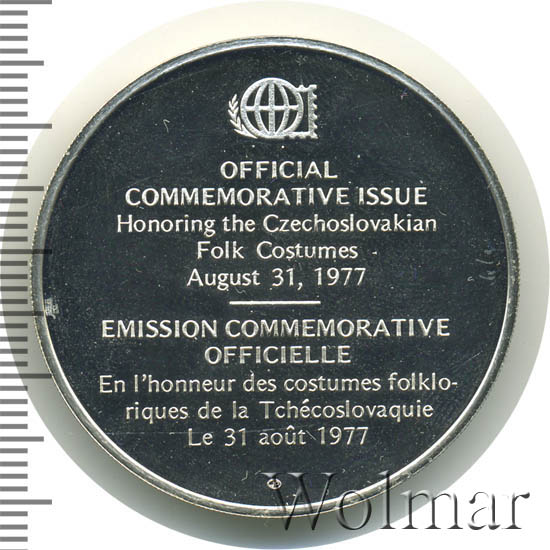 OFFICIAL
COMMEMORATIVE ISSUE
Honoring the Czechoslovakian
Folk Costumes
August 31, 1977
EMISSION COMMEMORATIVE
OFFICIELLE
En l'honneur des costumes folklo-
riques de la Tchécoslovaquie
Le 31 août 1977
Wolmar